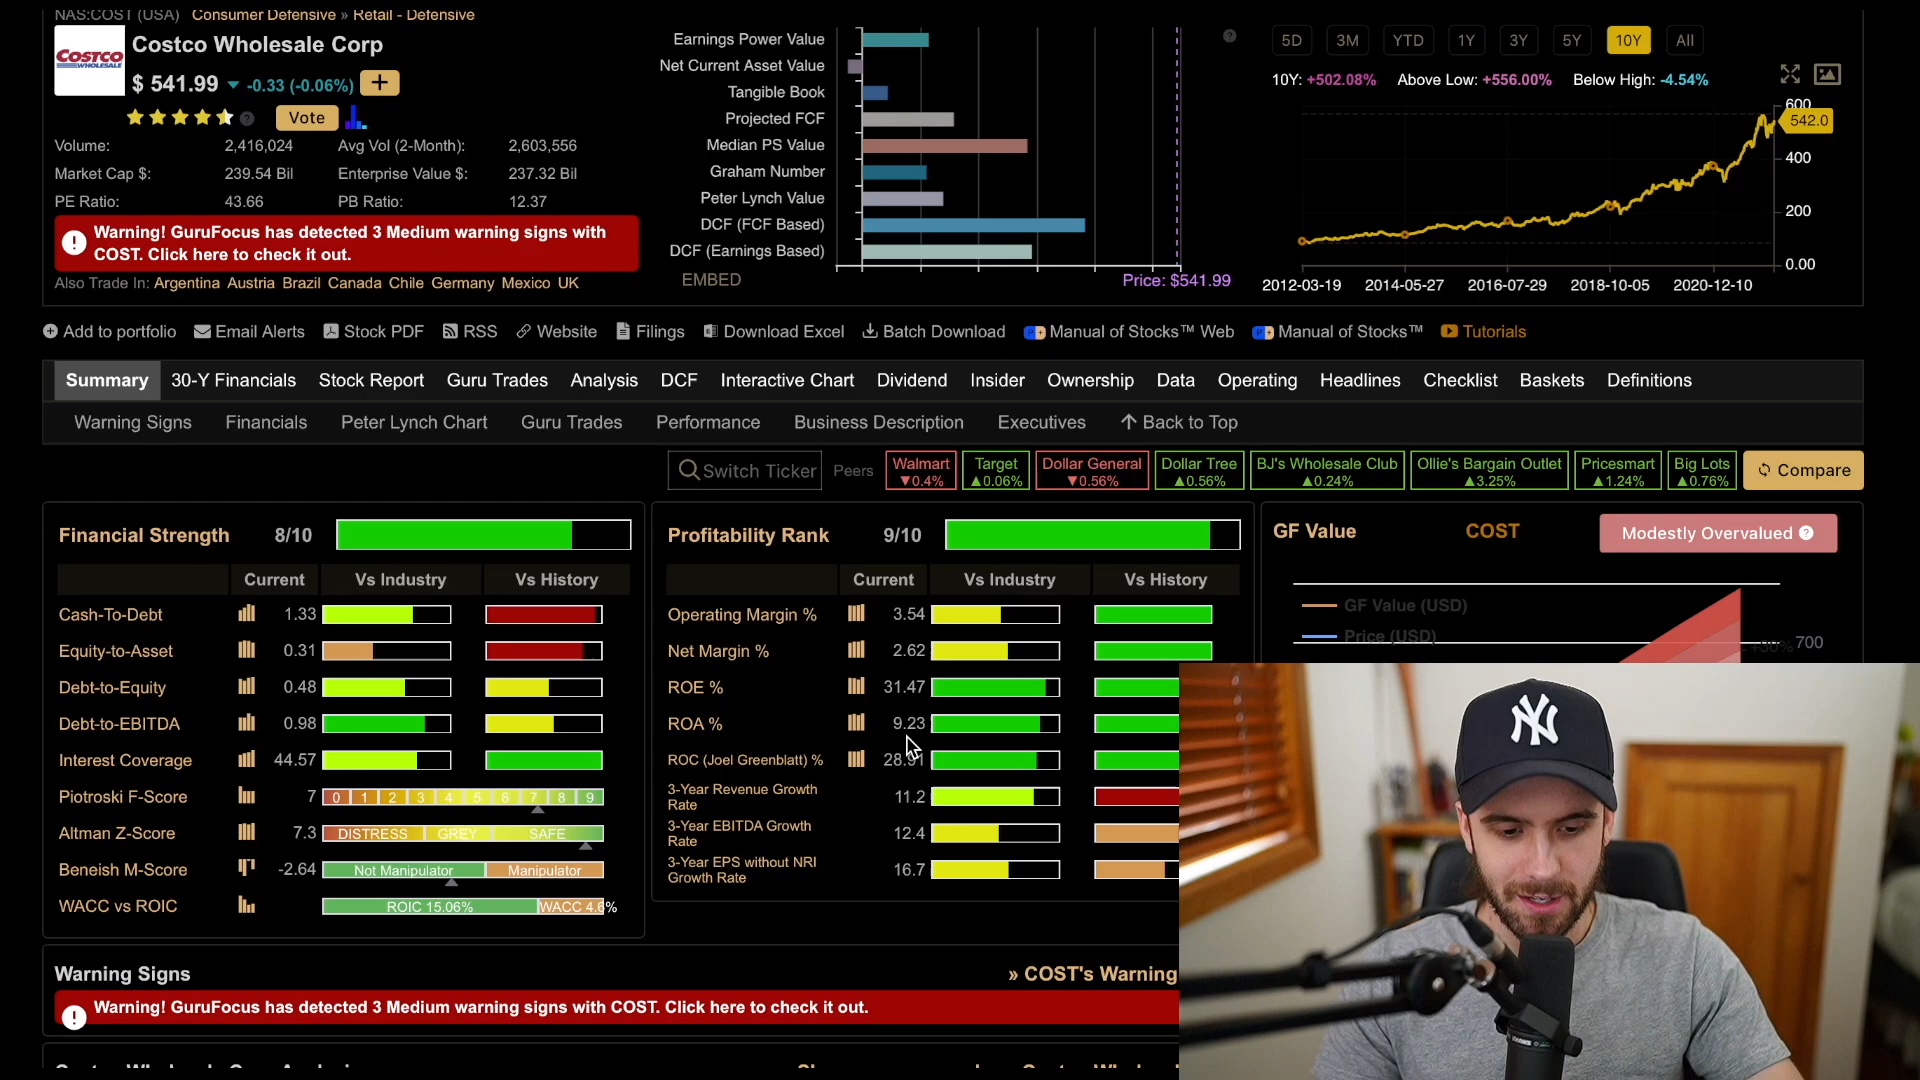 NAS:COST (USA) Consumer Defensive » Retail - Defensive
COSTCO
WHOLESALE
Costco Wholesale Corp
$ 541.99 -0.33 (-0.06%) +
Vote
Volume: 2,416,024 Avg Vol (2-Month): 2,603,556
Market Cap $: 239.54 Bil Enterprise Value $: 237.32 Bil
PE Ratio: 43.66 PB Ratio: 12.37
Warning! GuruFocus has detected 3 Medium warning signs with
COST. Click here to check it out.
Also Trade In: Argentina Austria Brazil Canada Chile Germany Mexico UK
Earnings Power Value
Net Current Asset Value
Tangible Book
Projected FCF
Median PS Value
Graham Number
Peter Lynch Value
DCF (FCF Based)
DCF (Earnings Based)
EMBED
Price: $541.99
5D 3M YTD 1Y 3Y 5Y 10Y All
10Y: +502.08% Above Low: +556.00% Below High: -4.54%
600
542.0
400
200
0.00
2012-03-19 2014-05-27 2016-07-29 2018-10-05 2020-12-10
Add to portfolio Email Alerts Stock PDF RSS Website Filings Download Excel Batch Download Manual of Stocks™ Web Manual of Stocks™ Tutorials
Summary 30-Y Financials Stock Report Guru Trades Analysis DCF Interactive Chart Dividend Insider Ownership Data Operating Headlines Checklist Baskets Definitions
Warning Signs Financials Peter Lynch Chart Guru Trades Performance Business Description Executives Back to Top
Switch Ticker Peers
Walmart Target Dollar General Dollar Tree BJ's Wholesale Club Ollie's Bargain Outlet Pricesmart Big Lots
▼0.4% ▲0.06% ▼0.56% ▲0.56% ▲0.24% ▲3.25% ▲1.24% ▲0.76%
Compare
Financial Strength 8/10
Current Vs Industry Vs History
Cash-To-Debt 1.33
Equity-to-Asset 0.31
Debt-to-Equity 0.48
Debt-to-EBITDA 0.98
Interest Coverage 44.57
Piotroski F-Score 7 0 1 2 3 4 5 6 7 8 9
Altman Z-Score 7.3 DISTRESS GREY SAFE
Beneish M-Score -2.64 Not Manipulator Manipulator
WACC vs ROIC ROIC 15.06% WACC 4.6%
Profitability Rank 9/10
Current Vs Industry Vs History
Operating Margin % 3.54
Net Margin % 2.62
ROE % 31.47
ROA % 9.23
ROC (Joel Greenblatt) % 28.91
3-Year Revenue Growth
Rate 11.2
3-Year EBITDA Growth
Rate 12.4
3-Year EPS without NRI
Growth Rate 16.7
GF Value COST Modestly Overvalued
GF Value (USD)
Price (USD)
+30% 700
NY
Warning Signs » COST's Warning
Warning! GuruFocus has detected 3 Medium warning signs with COST. Click here to check it out.